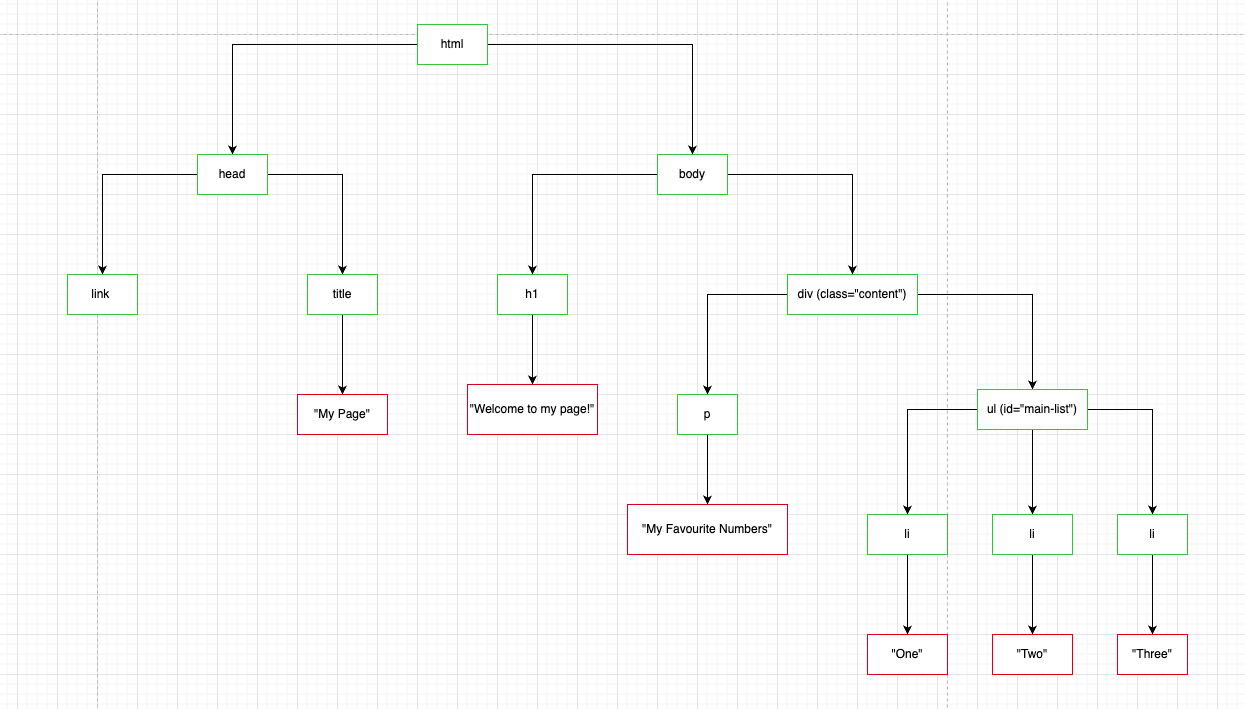 html
head
body
link
title
h1
div (class="content")
"My Page"
"Welcome to my page!"
p
ul (id="main-list")
"My Favourite Numbers"
li
li
li
"One"
"Two"
"Three"